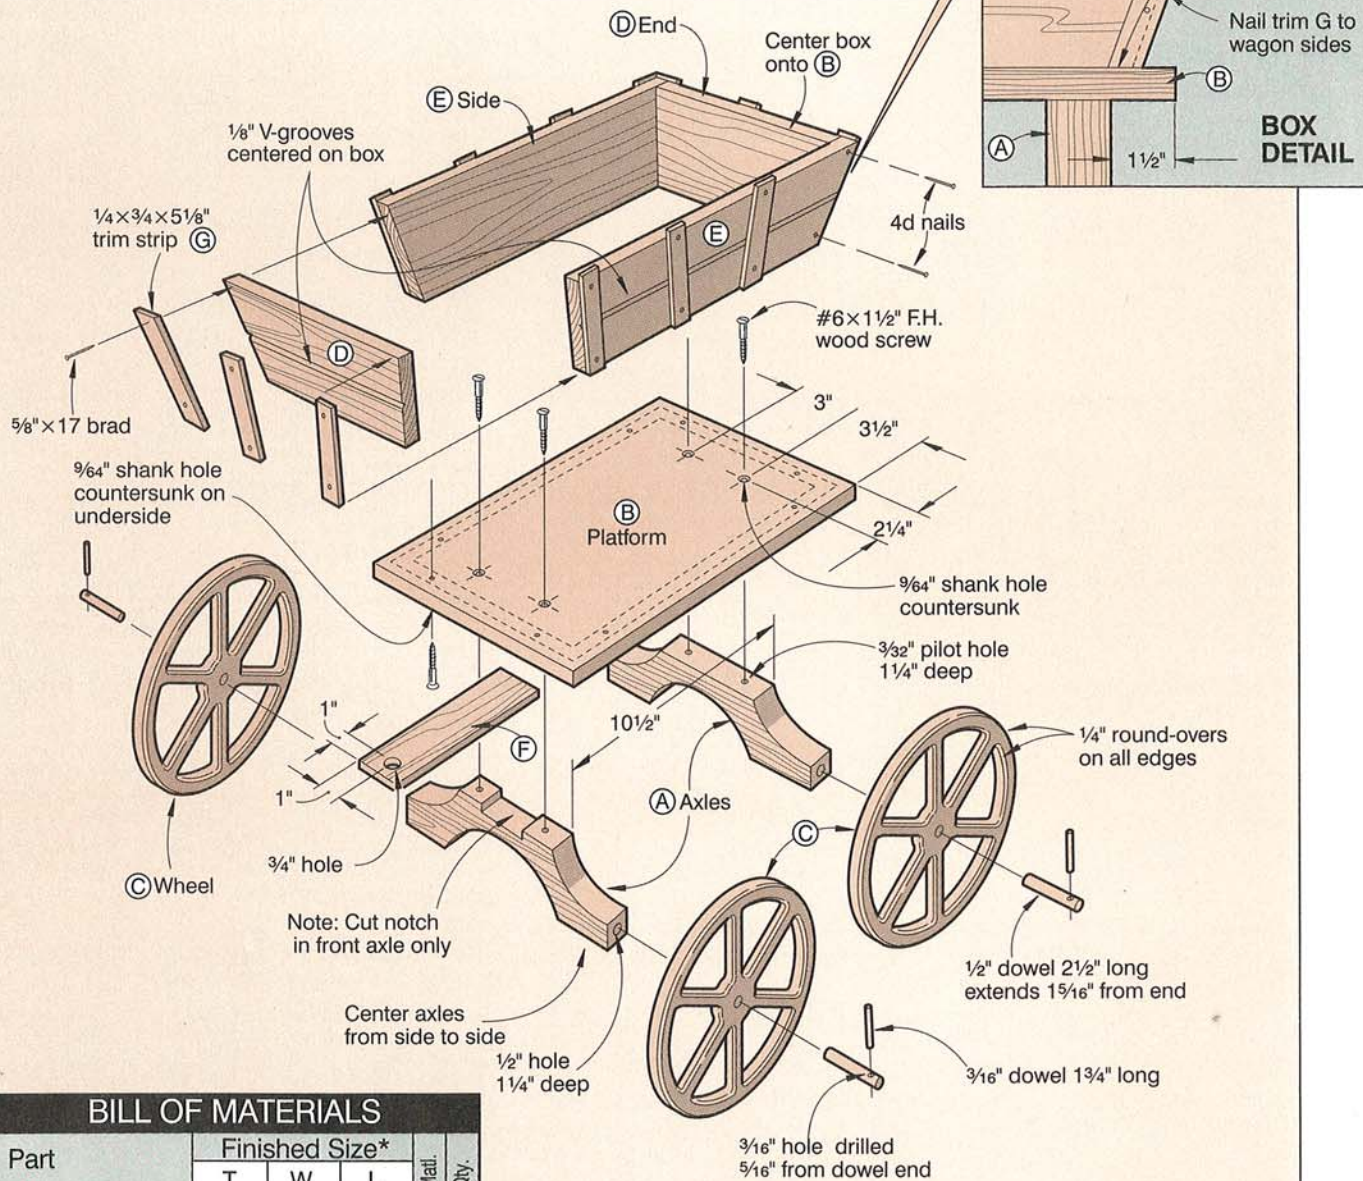 Ⓓ End
Center box
onto Ⓑ
Ⓔ Side
⅛" V-grooves
centered on box
Nail trim G to
wagon sides
Ⓑ
Ⓐ
1½"
BOX
DETAIL
¼×¾×5⅛"
trim strip Ⓖ
4d nails
Ⓔ
#6×1½" F.H.
wood screw
Ⓓ
⅝"×17 brad
3"
3½"
2¼"
9/64" shank hole
countersunk on
underside
Ⓑ
Platform
9/64" shank hole
countersunk
3/32" pilot hole
1¼" deep
1"
1"
Ⓕ
10½"
Ⓐ Axles
¼" round-overs
on all edges
Ⓒ
¾" hole
Ⓒ Wheel
Note: Cut notch
in front axle only
½" dowel 2½" long
extends 15/16" from end
Center axles
from side to side
½" hole
1¼" deep
3/16" dowel 1¾" long
3/16" hole drilled
5/16" from dowel end
BILL OF MATERIALS
Part
Finished Size*
T W L
Matl.
Qty.